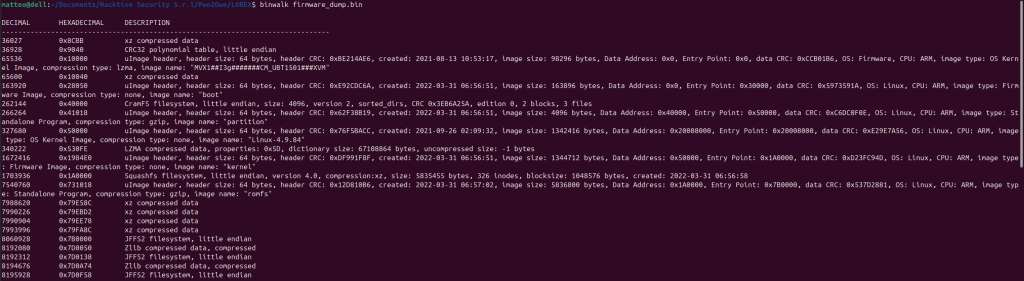 matteo@dell:~/Documents/Hacktive Security S.r.l/Pwn2Own/LOREX$ binwalk firmware_dump.bin
DECIMAL HEXADECIMAL DESCRIPTION
--------------------------------------------------------------------------------
36027 0x8CBB xz compressed data
36928 0x9040 CRC32 polynomial table, little endian
65536 0x10000 uImage header, header size: 64 bytes, header CRC: 0xBE214AE6, created: 2021-08-13 10:53:17, image size: 98296 bytes, Data Address: 0x0, Entry Point: 0x0, data CRC: 0xCCB01B6, OS: Firmware, CPU: ARM, image type: OS Kern
el Image, compression type: lzma, image name: "MVX1##I3g#######CM_UBT1501###XVM"
65600 0x10040 xz compressed data
163920 0x28050 uImage header, header size: 64 bytes, header CRC: 0xE92CDC6A, created: 2022-03-31 06:56:51, image size: 163896 bytes, Data Address: 0x0, Entry Point: 0x30000, data CRC: 0x5973591A, OS: Linux, CPU: ARM, image type: Firm
ware Image, compression type: none, image name: "boot"
262144 0x40000 CramFS filesystem, little endian, size: 4096, version 2, sorted_dirs, CRC 0x3EB6A25A, edition 0, 2 blocks, 3 files
266264 0x41018 uImage header, header size: 64 bytes, header CRC: 0x62F38B19, created: 2022-03-31 06:56:51, image size: 4096 bytes, Data Address: 0x40000, Entry Point: 0x50000, data CRC: 0xC6DC0F0E, OS: Linux, CPU: ARM, image type: St
andalone Program, compression type: gzip, image name: "partition"
327680 0x50000 uImage header, header size: 64 bytes, header CRC: 0x76F5BACC, created: 2021-09-26 02:09:32, image size: 1342416 bytes, Data Address: 0x20008000, Entry Point: 0x20008000, data CRC: 0xE29E7A56, OS: Linux, CPU: ARM, im
age type: OS Kernel Image, compression type: none, image name: "Linux-4.9.84"
340222 0x530FE LZMA compressed data, properties: 0x5D, dictionary size: 67108864 bytes, uncompressed size: -1 bytes
1672416 0x1984E0 uImage header, header size: 64 bytes, header CRC: 0xDF991F8F, created: 2022-03-31 06:56:51, image size: 1344712 bytes, Data Address: 0x50000, Entry Point: 0x1A0000, data CRC: 0xD23FC94D, OS: Linux, CPU: ARM, image type
: Firmware Image, compression type: none, image name: "kernel"
1703936 0x1A0000 Squashfs filesystem, little endian, version 4.0, compression:xz, size: 5835455 bytes, 326 inodes, blocksize: 1048576 bytes, created: 2022-03-31 06:56:58
7540760 0x731018 uImage header, header size: 64 bytes, header CRC: 0x12D810B6, created: 2022-03-31 06:57:02, image size: 5836800 bytes, Data Address: 0x1A0000, Entry Point: 0x7B0000, data CRC: 0x537D2881, OS: Linux, CPU: ARM, image typ
e: Standalone Program, compression type: gzip, image name: "romfs"
7988620 0x79E58C xz compressed data
7990226 0x79EBD2 xz compressed data
7990904 0x79EE78 xz compressed data
7993996 0x79FA8C xz compressed data
8060928 0x7B0000 JFFS2 filesystem, little endian
8192080 0x7D0050 Zlib compressed data, compressed
8192312 0x7D0138 JFFS2 filesystem, little endian
8194676 0x7D0A74 Zlib compressed data, compressed
8195928 0x7D0F58 JFFS2 filesystem, little endian